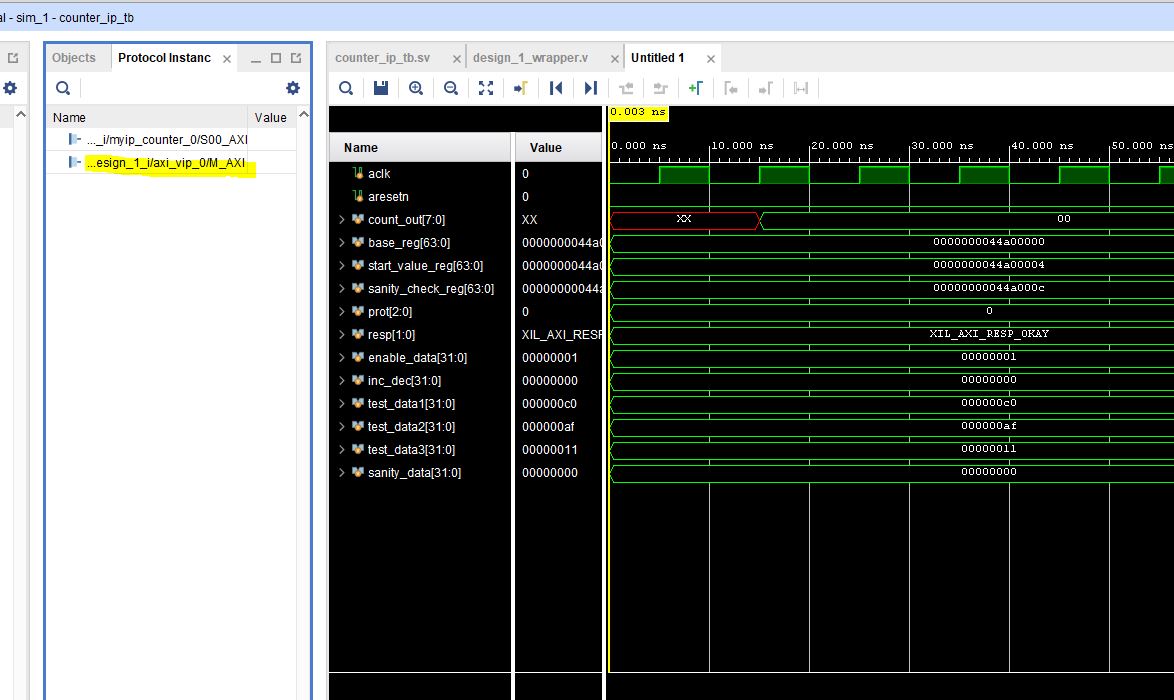 al - sim_1 - counter_ip_tb
Objects Protocol Instanc
counter_ip_tb.sv design_1_wrapper.v Untitled 1
Name Value
..._i/myip_counter_0/S00_AXI
...esign_1_i/axi_vip_0/M_AXI
0.003 ns
Name Value
0.000 ns 10.000 ns 20.000 ns 30.000 ns 40.000 ns 50.000 ns
aclk 0
aresetn 0
count_out[7:0] XX XX 00
base_reg[63:0] 0000000044a0 0000000044a00000
start_value_reg[63:0] 0000000044a0 0000000044a00004
sanity_check_reg[63:0] 0000000044a 0000000044a000c
prot[2:0] 0 0
resp[1:0] XIL_AXI_RESP XIL_AXI_RESP_OKAY
enable_data[31:0] 00000001 00000001
inc_dec[31:0] 00000000 00000000
test_data1[31:0] 000000c0 000000c0
test_data2[31:0] 000000af 000000af
test_data3[31:0] 00000011 00000011
sanity_data[31:0] 00000000 00000000